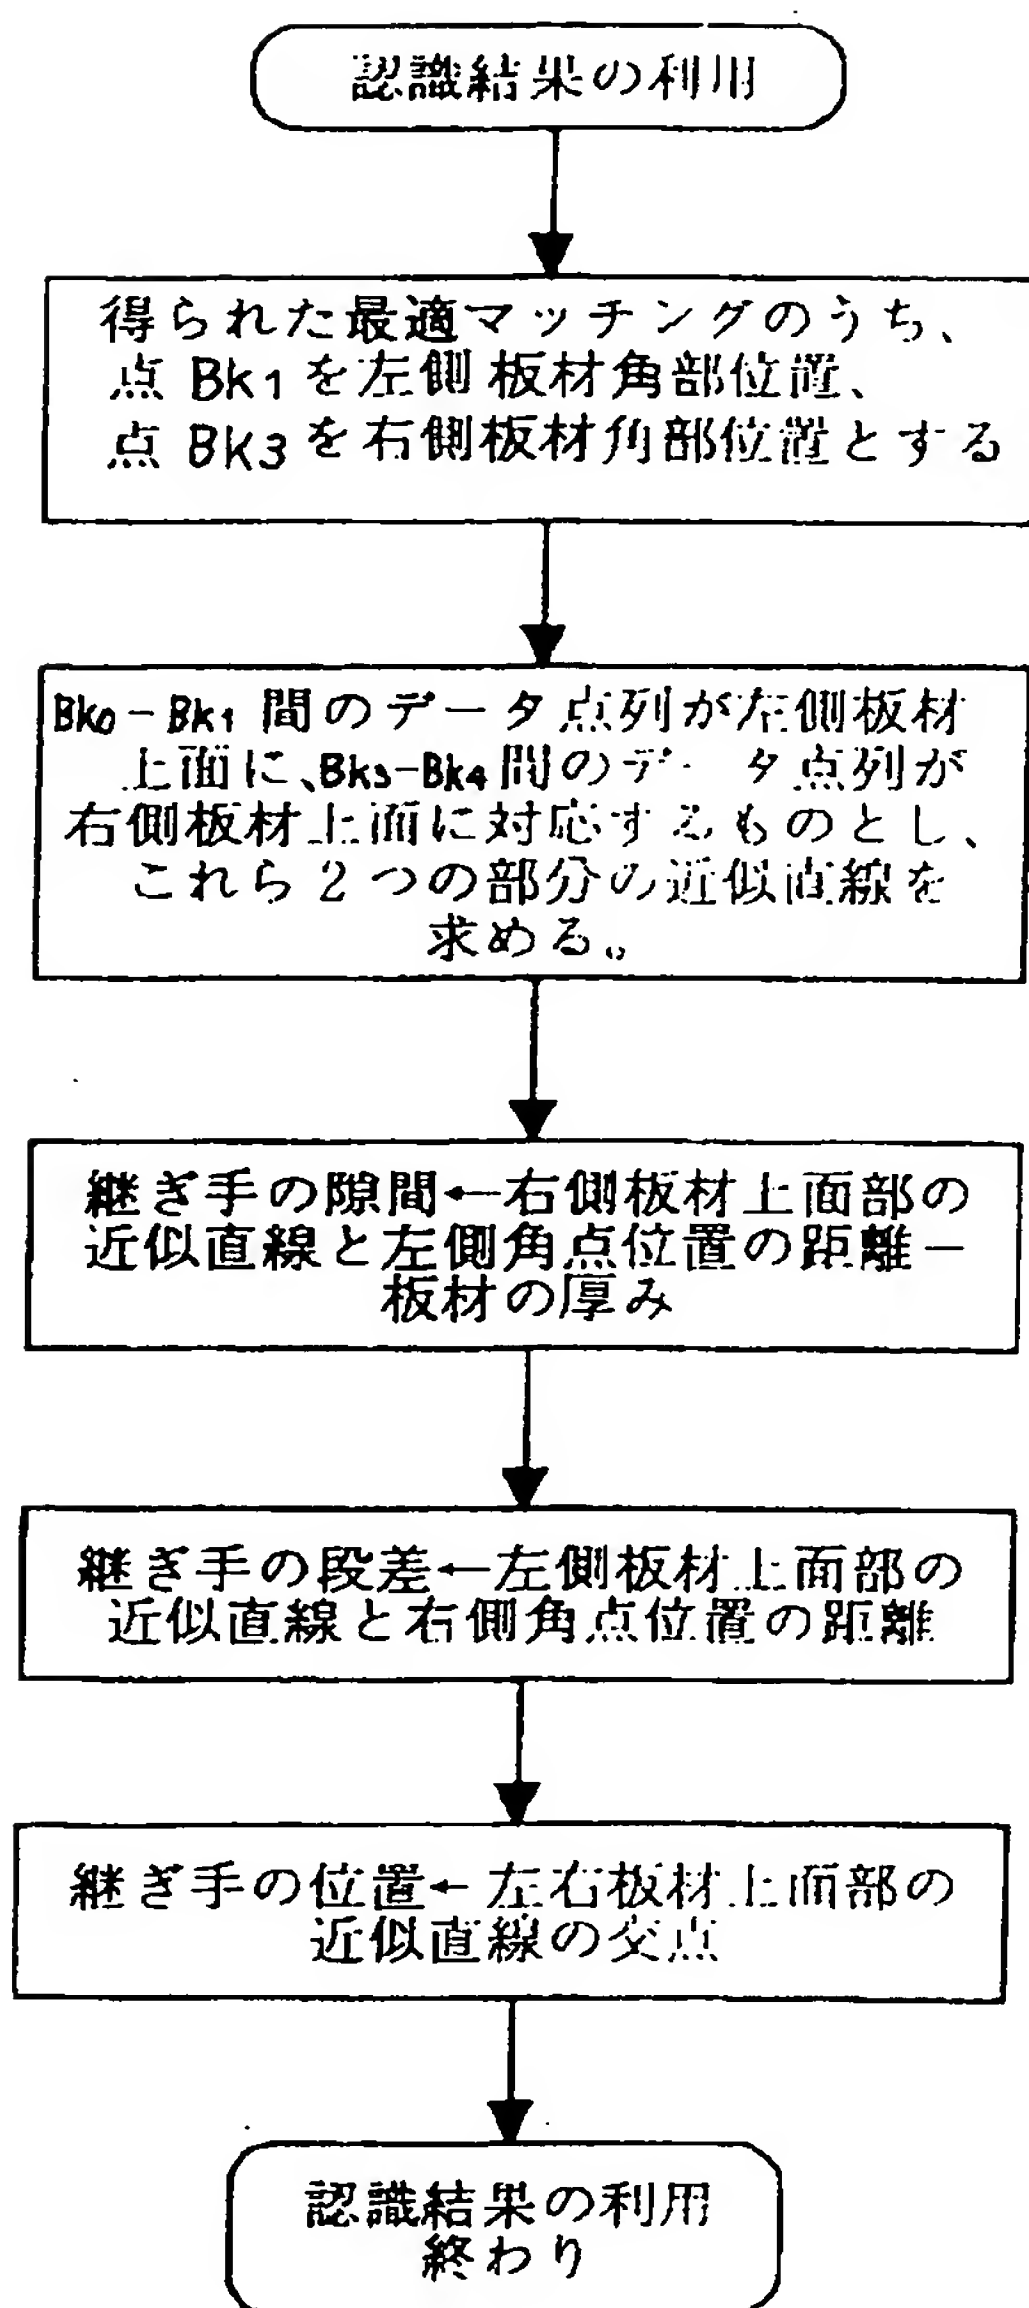 認識結果の利用
得られた最適マッチングのうち、
点 Bk1 を左側板材角部位置、
点 Bk3 を右側板材角部位置とする
Bk0-Bk1 間のデータ点列が左側板材
上面に、Bk3-Bk4 間のデータ点列が
右側板材上面に対応するものとし、
これら2つの部分の近似直線を
求める。
継ぎ手の隙間←右側板材上面部の
近似直線と左側角点位置の距離−
板材の厚み
継ぎ手の段差←左側板材上面部の
近似直線と右側角点位置の距離
継ぎ手の位置←左右板材上面部の
近似直線の交点
認識結果の利用
終わり